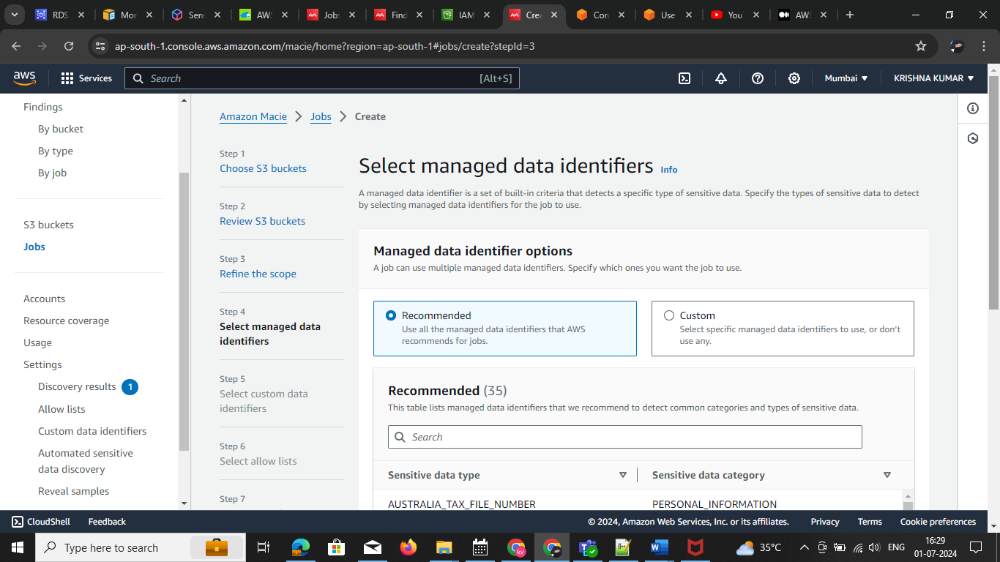 RDS
Mor
Sens
AWS
Jobs
Find
IAM
Crea
Con
Use
You
AWS
ap-south-1.console.aws.amazon.com/macie/home?region=ap-south-1#jobs/create?stepId=3
aws
Services
Search
[Alt+S]
Mumbai
KRISHNA KUMAR
Findings
By bucket
By type
By job
S3 buckets
Jobs
Accounts
Resource coverage
Usage
Settings
Discovery results 1
Allow lists
Custom data identifiers
Automated sensitive
data discovery
Reveal samples
Amazon Macie
Jobs
Create
Step 1
Choose S3 buckets
Step 2
Review S3 buckets
Step 3
Refine the scope
Step 4
Select managed data
identifiers
Step 5
Select custom data
identifiers
Step 6
Select allow lists
Step 7
Select managed data identifiers Info
A managed data identifier is a set of built-in criteria that detects a specific type of sensitive data. Specify the types of sensitive data to detect
by selecting managed data identifiers for the job to use.
Managed data identifier options
A job can use multiple managed data identifiers. Specify which ones you want the job to use.
Recommended
Use all the managed data identifiers that AWS
recommends for jobs.
Custom
Select specific managed data identifiers to use, or don't
use any.
Recommended (35)
This table lists managed data identifiers that we recommend to detect common categories and types of sensitive data.
Search
Sensitive data type
Sensitive data category
AUSTRALIA_TAX_FILE_NUMBER
PERSONAL_INFORMATION
CloudShell
Feedback
© 2024, Amazon Web Services, Inc. or its affiliates.
Privacy
Terms
Cookie preferences
Type here to search
35°C
ENG
16:29
01-07-2024